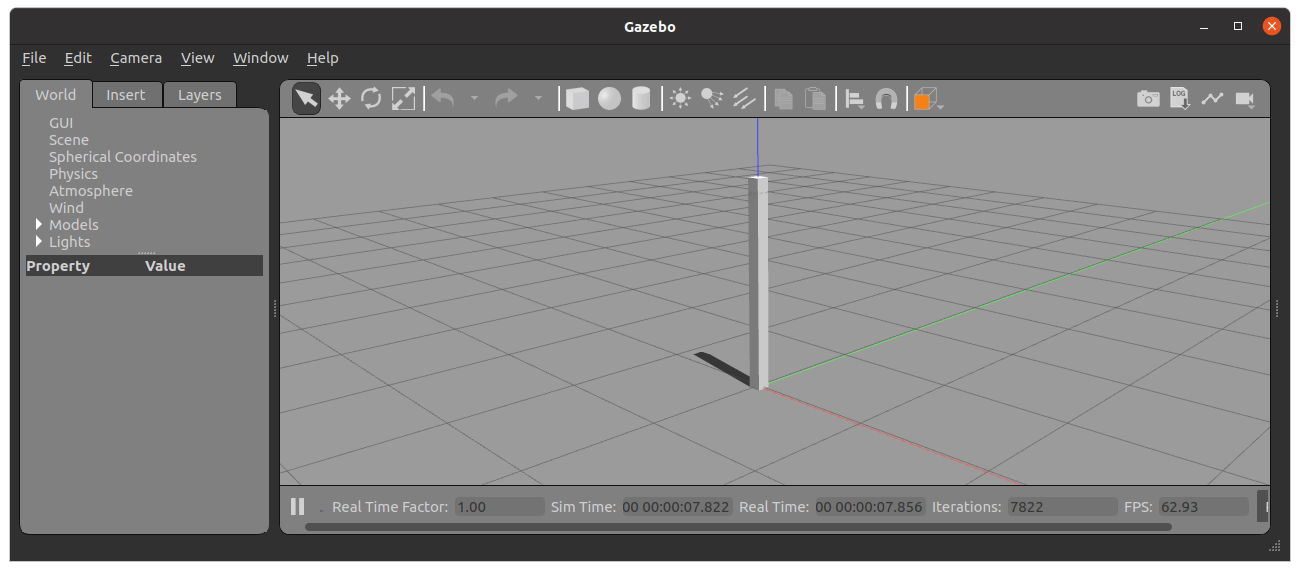 Gazebo
File Edit Camera View Window Help
World Insert Layers
GUI
Scene
Spherical Coordinates
Physics
Atmosphere
Wind
Models
Lights
Property Value
LOG
Real Time Factor: 1.00 Sim Time: 00 00:00:07.822 Real Time: 00 00:00:07.856 Iterations: 7822 FPS: 62.93